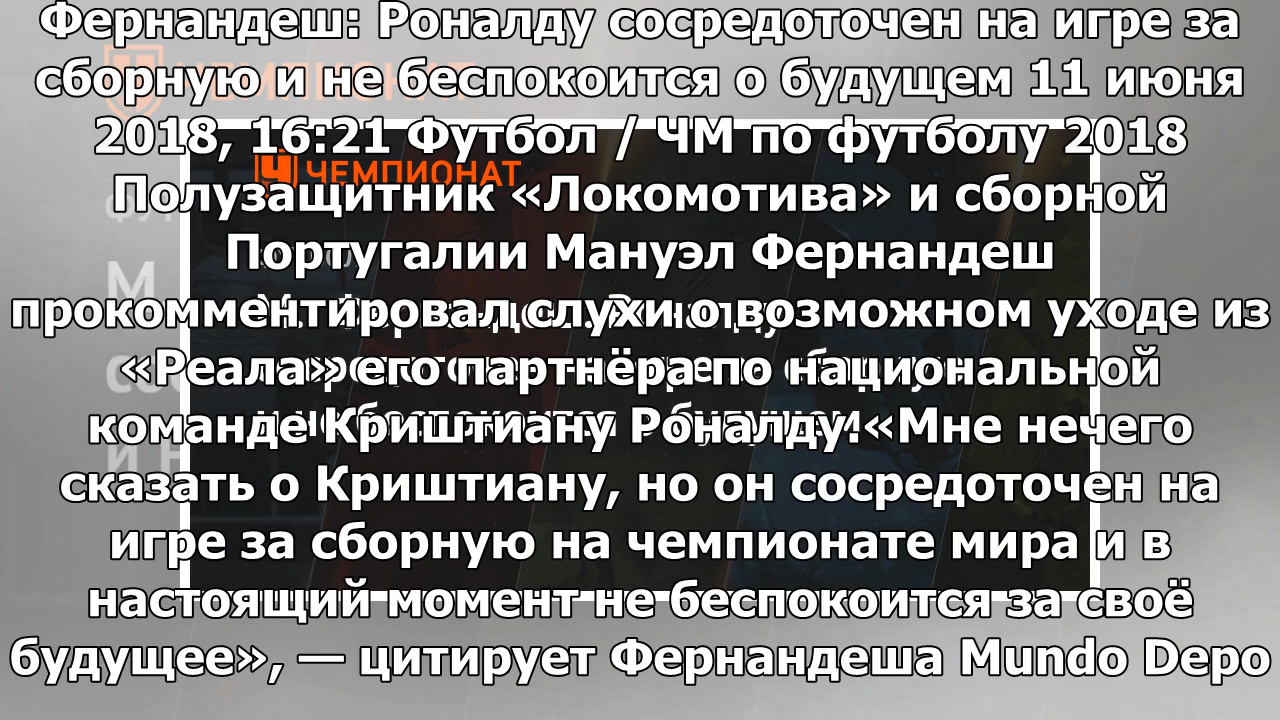 Фернандеш: Роналду сосредоточен на игре за
сборную и не беспокоится о будущем 11 июня
2018, 16:21 Футбол / ЧМ по футболу 2018
ЧЕМПИОНАТ
Полузащитник «Локомотива» и сборной
Португалии Мануэл Фернандеш
прокомментировал слухи о возможном уходе из
«Реала» его партнёра по национальной
команде Криштиану Роналду.«Мне нечего
сказать о Криштиану, но он сосредоточен на
игре за сборную на чемпионате мира и в
настоящий момент не беспокоится за своё
будущее», — цитирует Фернандеша Mundo Depo